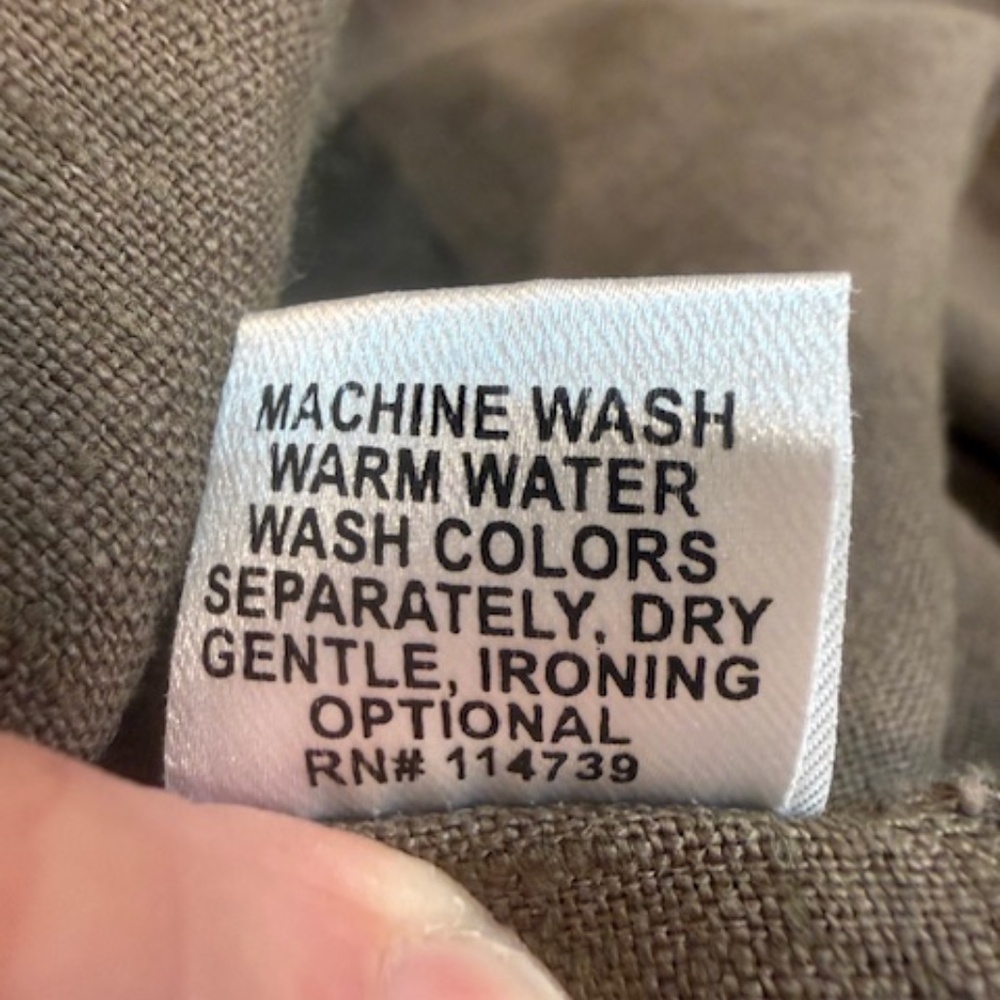 MACHINE WASH
WARM WATER
WASH COLORS
SEPARATELY, DRY
GENTLE, IRONING
OPTIONAL
RN# 114739